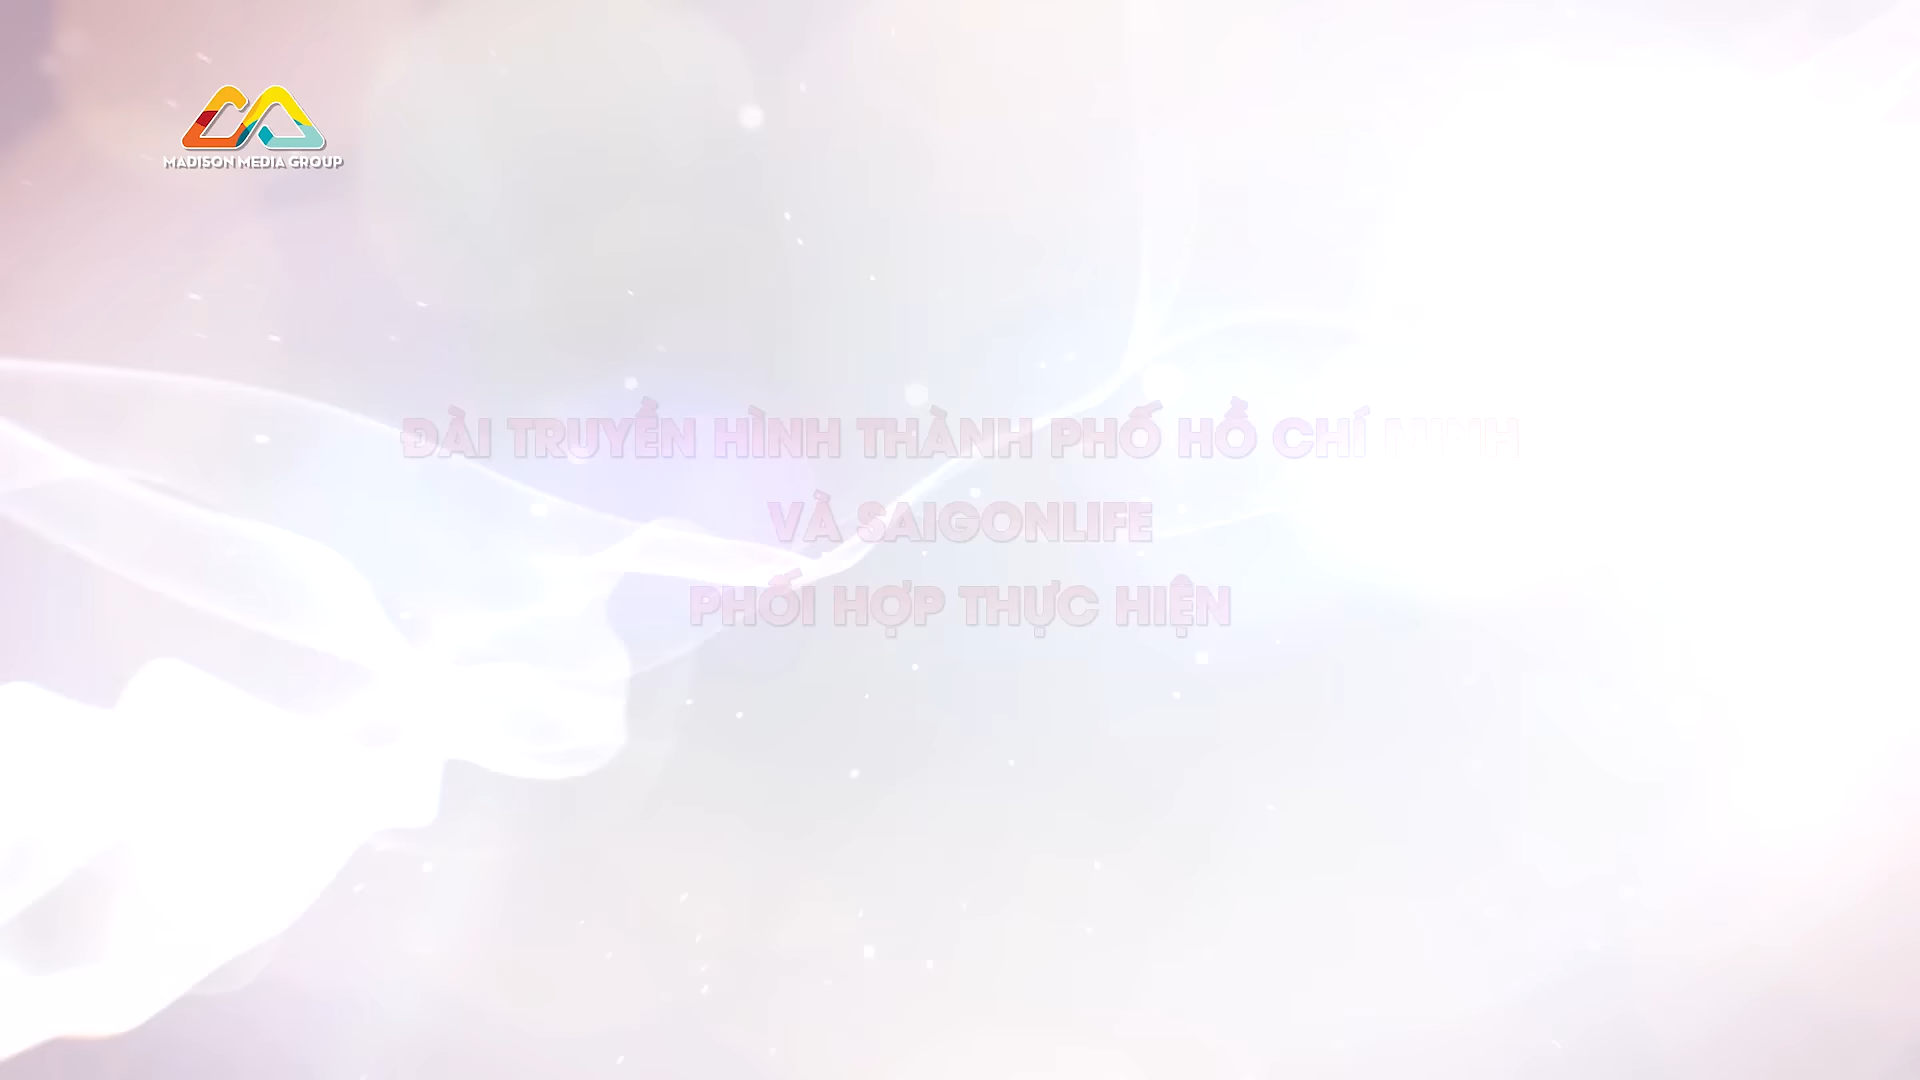 MADISON MEDIA GROUP
ĐÀI TRUYỀN HÌNH THÀNH PHỐ HỒ CHÍ MINH
VÀ SAIGONLIFE
PHỐI HỢP THỰC HIỆN